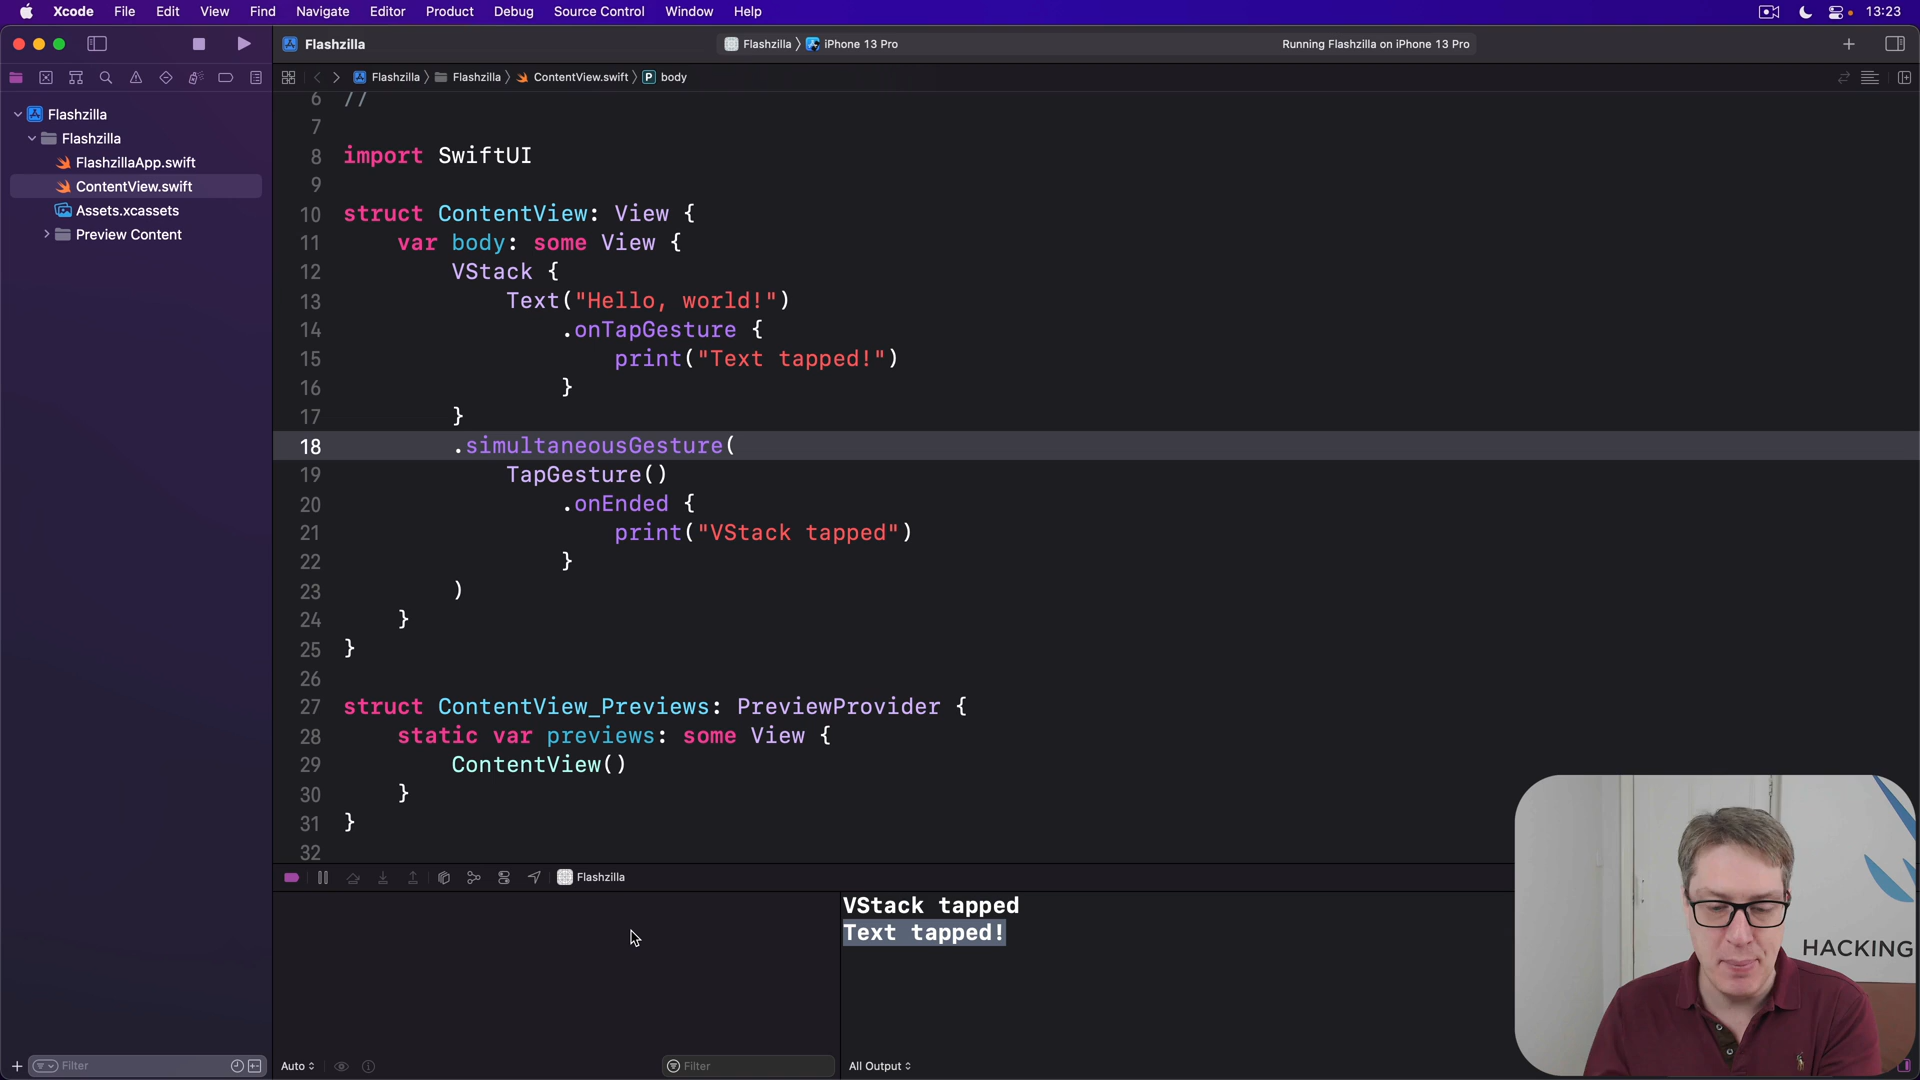 Xcode File Edit View Find Navigate Editor Product Debug Source Control Window Help 13:23
Flashzilla Flashzilla iPhone 13 Pro Running Flashzilla on iPhone 13 Pro
Flashzilla Flashzilla ContentView.swift P body
Flashzilla
Flashzilla
FlashzillaApp.swift
ContentView.swift
Assets.xcassets
Preview Content
6 //
7
8 import SwiftUI
9
10 struct ContentView: View {
11 var body: some View {
12 VStack {
13 Text("Hello, world!")
14 .onTapGesture {
15 print("Text tapped!")
16 }
17 }
18 .simultaneousGesture(
19 TapGesture()
20 .onEnded {
21 print("VStack tapped")
22 }
23 )
24 }
25 }
26
27 struct ContentView_Previews: PreviewProvider {
28 static var previews: some View {
29 ContentView()
30 }
31 }
32
Flashzilla
VStack tapped
Text tapped!
HACKING
Filter Auto Filter All Output